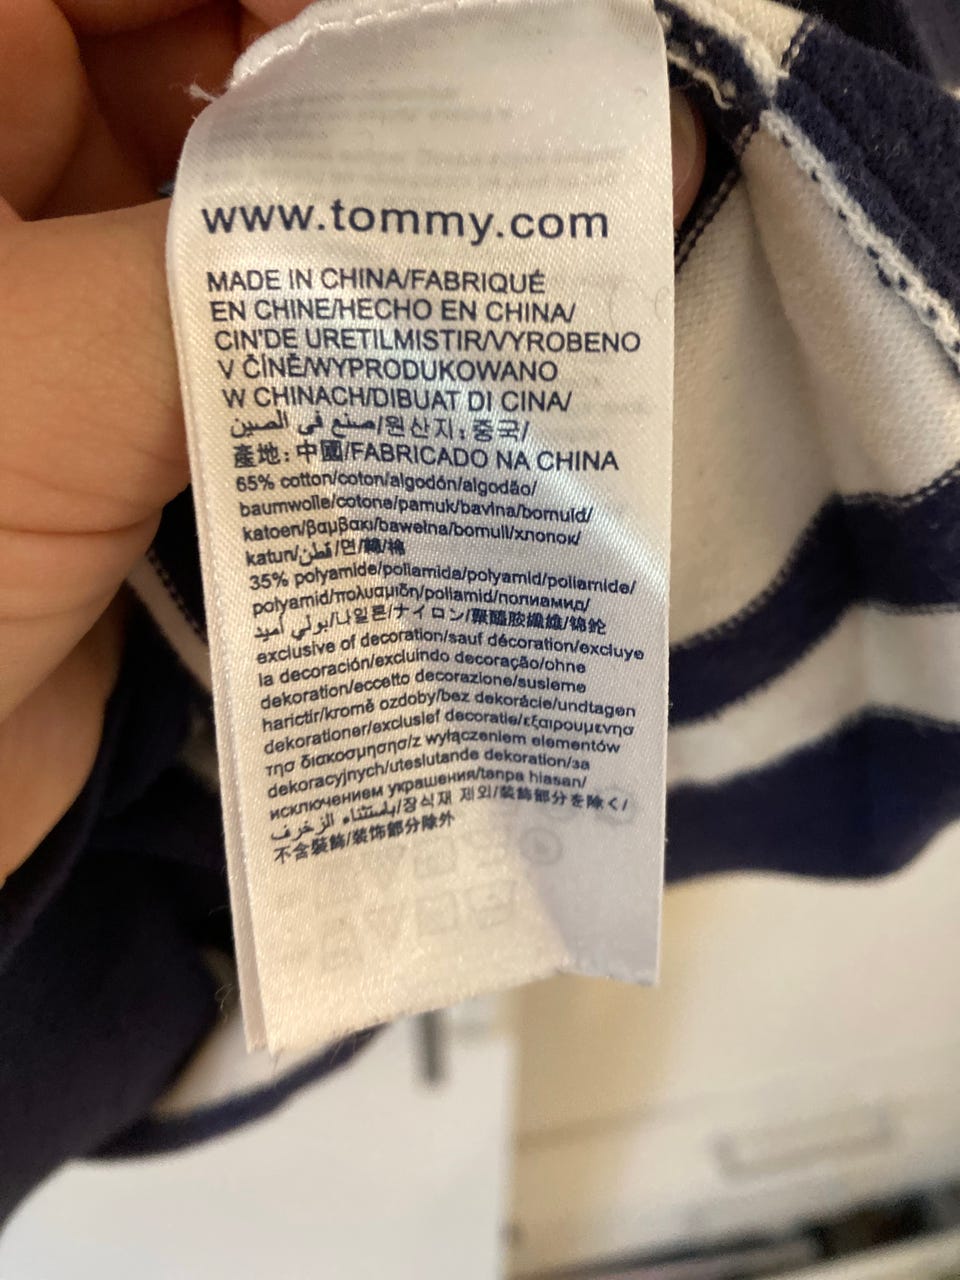 www.tommy.com
MADE IN CHINA/FABRIQUÉ
EN CHINE/HECHO EN CHINA/
CIN'DE URETILMISTIR/VYROBENO
V ČÍNĚ/WYPRODUKOWANO
W CHINACH/DIBUAT DI CINA/
صنع في الصين/원산지: 중국/
產地: 中國/FABRICADO NA CHINA
65% cotton/coton/algodón/algodão/
baumwolle/cotone/pamuk/bavlna/bomuld/
katoen/βαμβακι/bawełna/bomull/хлопок/
katun/قطن/면/綿/棉
35% polyamide/poliamida/polyamid/poliamide/
polyamid/πολυαμιδη/poliamid/полиамид/
بولي أميد/나일론/ナイロン/聚醯胺纖維/锦纶
exclusive of decoration/sauf décoration/excluye
la decoración/excluindo decoração/ohne
dekoration/eccetto decorazione/susleme
harictir/kromě ozdoby/bez dekorácie/undtagen
dekorationer/exclusief decoratie/εξαιρουμενησ
τησ διακοσμησησ/z wyłączeniem elementów
dekoracyjnych/uteslutande dekoration/за
исключением украшения/tanpa hiasan/
باستثناء الزخرف/장식재 제외/装飾部分を除く/
不含裝飾/装饰部分除外